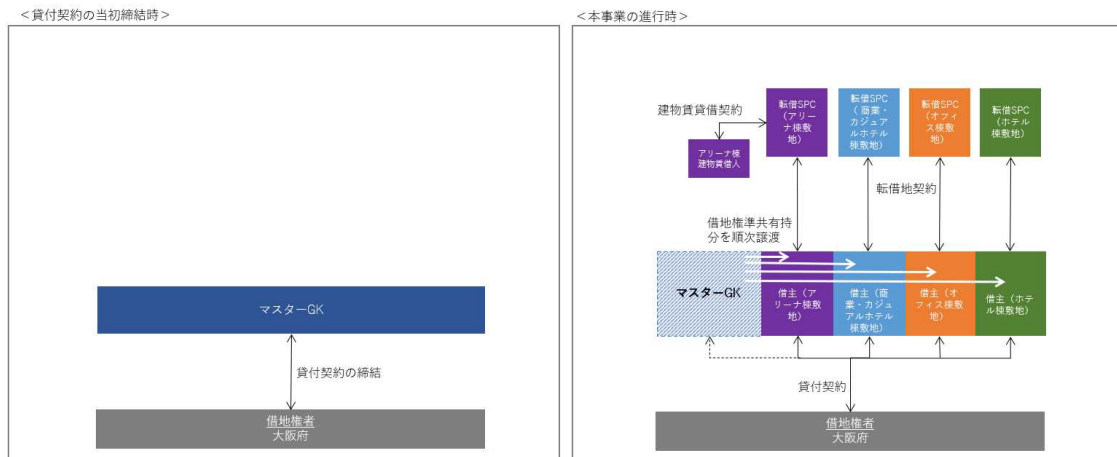 ＜貸付契約の当初締結時＞
マスターGK
貸付契約の締結
借地権者
大阪府
＜本事業の進行時＞
建物賃貸借契約
アリーナ棟
建物賃借人
転借SPC
（アリー
ナ棟敷
地）
転借SPC
（商業・
カジュア
ルホテル
棟敷地）
転借SPC
（オフィ
ス棟敷
地）
転借SPC
（ホテル
棟敷地）
転借地契約
借地権準共有持
分を順次譲渡
マスターGK
借主（ア
リーナ棟敷
地）
借主（商
業・カジュ
アルホテル
棟敷地）
借主（オ
フィス棟敷
地）
借主（ホテ
ル棟敷地）
貸付契約
借地権者
大阪府